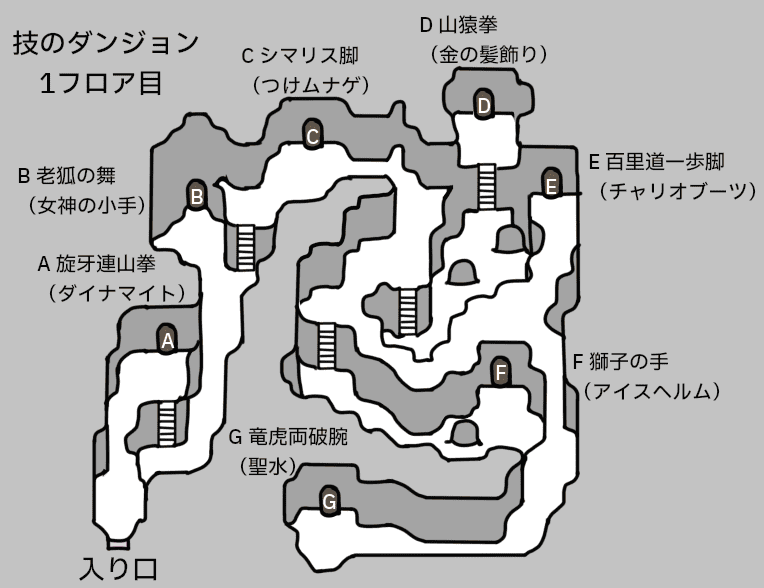 技のダンジョン
1フロア目
D 山猿拳
（金の髪飾り）
C シマリス脚
（つけムナゲ）
B 老狐の舞
（女神の小手）
E 百里道一歩脚
（チャリオブーツ）
A 旋牙連山拳
（ダイナマイト）
F 獅子の手
（アイスヘルム）
G 竜虎両破腕
（聖水）
D
C
B
E
A
F
G
入り口